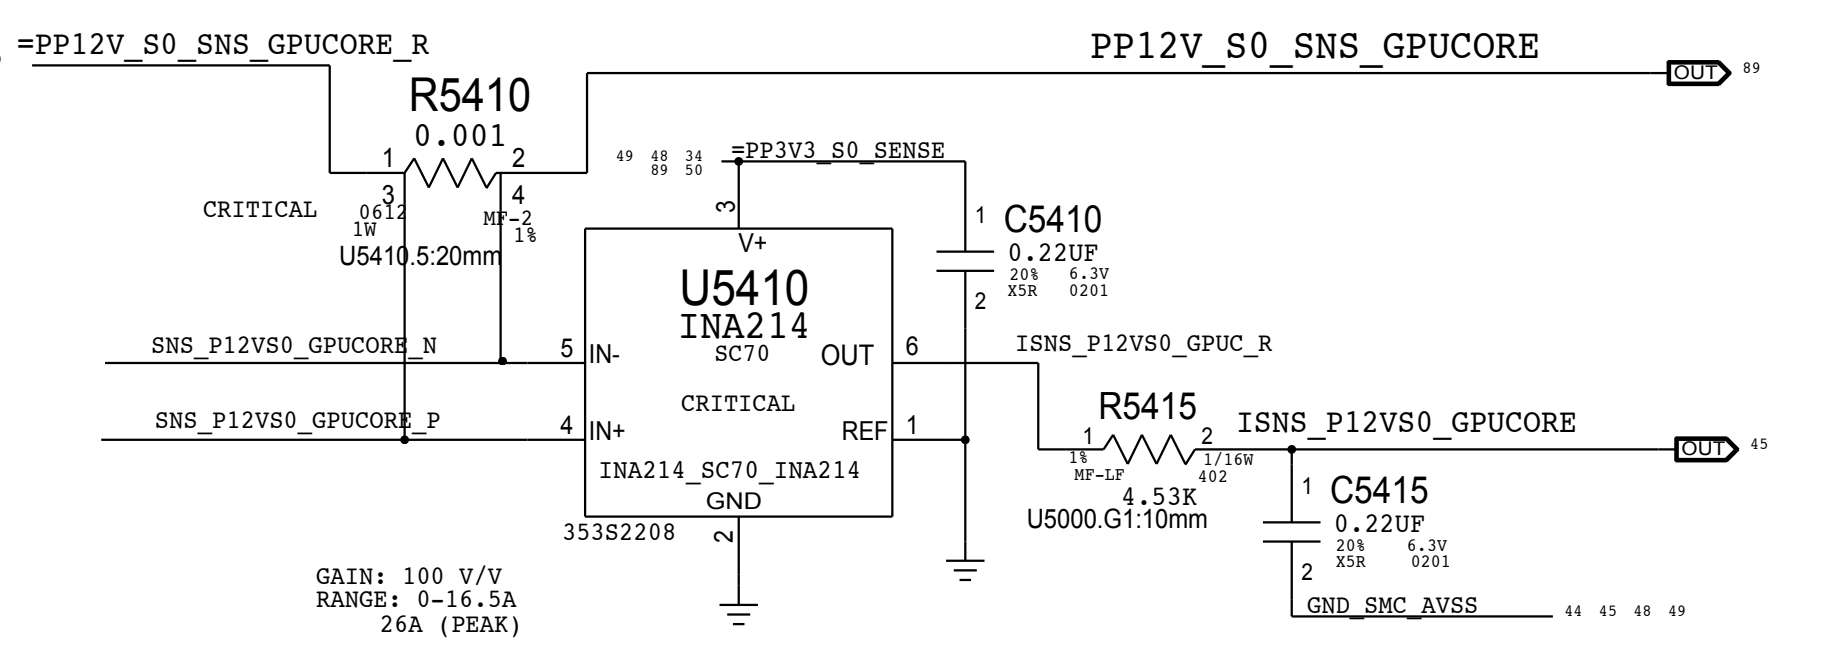 =PP12V_S0_SNS_GPUCORE_R
PP12V_S0_SNS_GPUCORE
OUT 89
R5410
0.001
1 2
3 4
CRITICAL
0612
1W
MF-2
1%
U5410.5:20mm
49 48 34
89 50
=PP3V3_S0_SENSE
3
V+
U5410
INA214
SC70
CRITICAL
1
C5410
0.22UF
20% 6.3V
X5R 0201
2
SNS_P12VS0_GPUCORE_N
5 IN-
OUT 6
ISNS_P12VS0_GPUC_R
SNS_P12VS0_GPUCORE_P
4 IN+
REF 1
INA214_SC70_INA214
GND
353S2208
2
R5415
1 2
1%
MF-LF
1/16W
402
4.53K
U5000.G1:10mm
ISNS_P12VS0_GPUCORE
OUT 45
1
C5415
0.22UF
20% 6.3V
X5R 0201
2
GND_SMC_AVSS
44 45 48 49
GAIN: 100 V/V
RANGE: 0-16.5A
26A (PEAK)